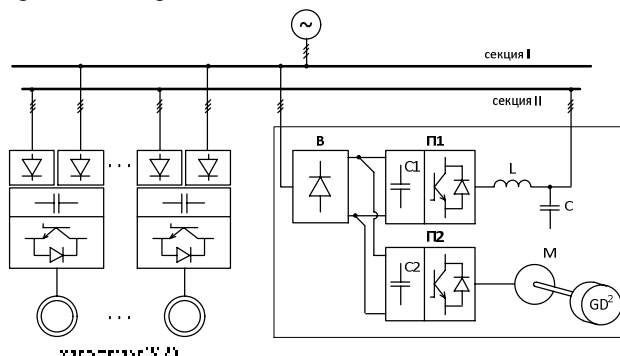 ~
секция I
секция II
В
П1
C1
L
C
П2
C2
M
GD²
. . .
. . .